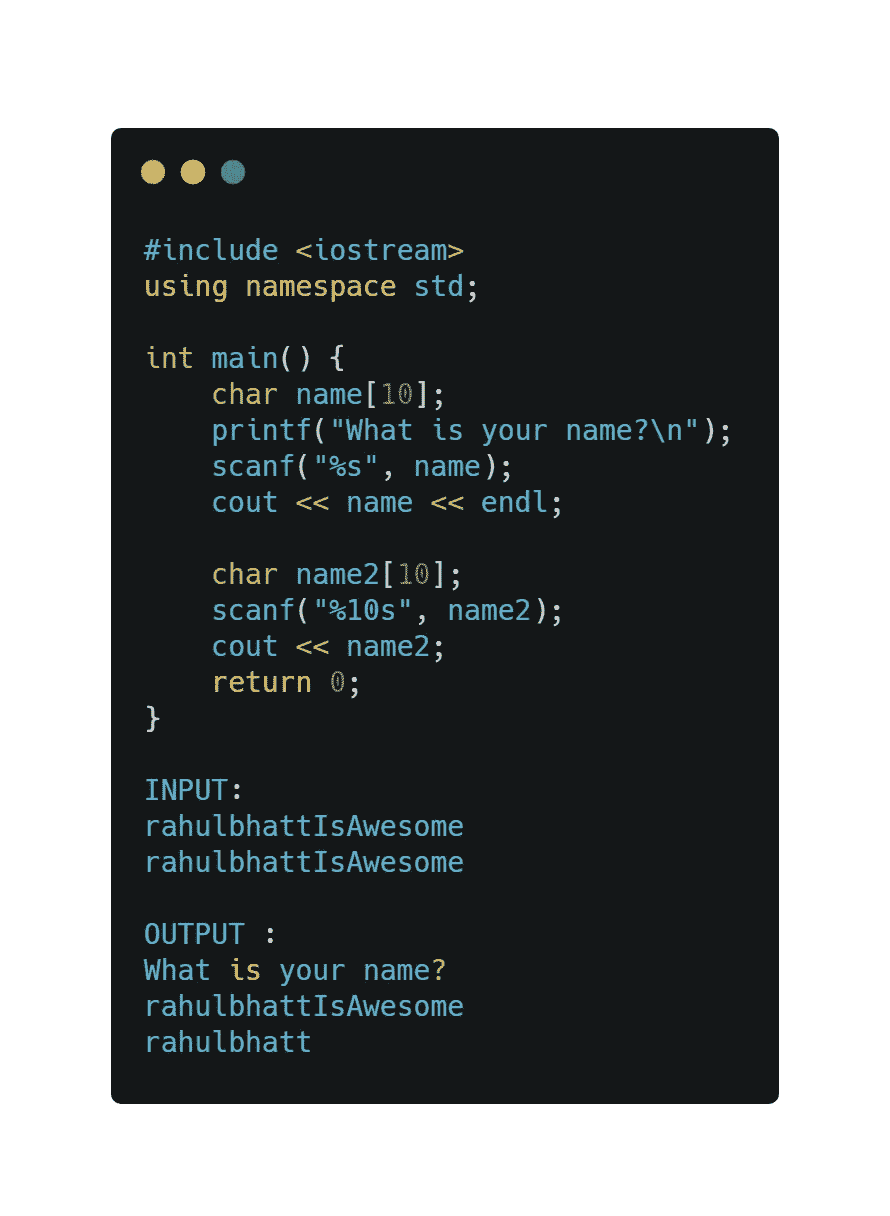 #include <iostream>
using namespace std;

int main() {
    char name[10];
    printf("What is your name?\n");
    scanf("%s", name);
    cout << name << endl;

    char name2[10];
    scanf("%10s", name2);
    cout << name2;
    return 0;
}

INPUT:
rahulbhattIsAwesome
rahulbhattIsAwesome

OUTPUT :
What is your name?
rahulbhattIsAwesome
rahulbhatt